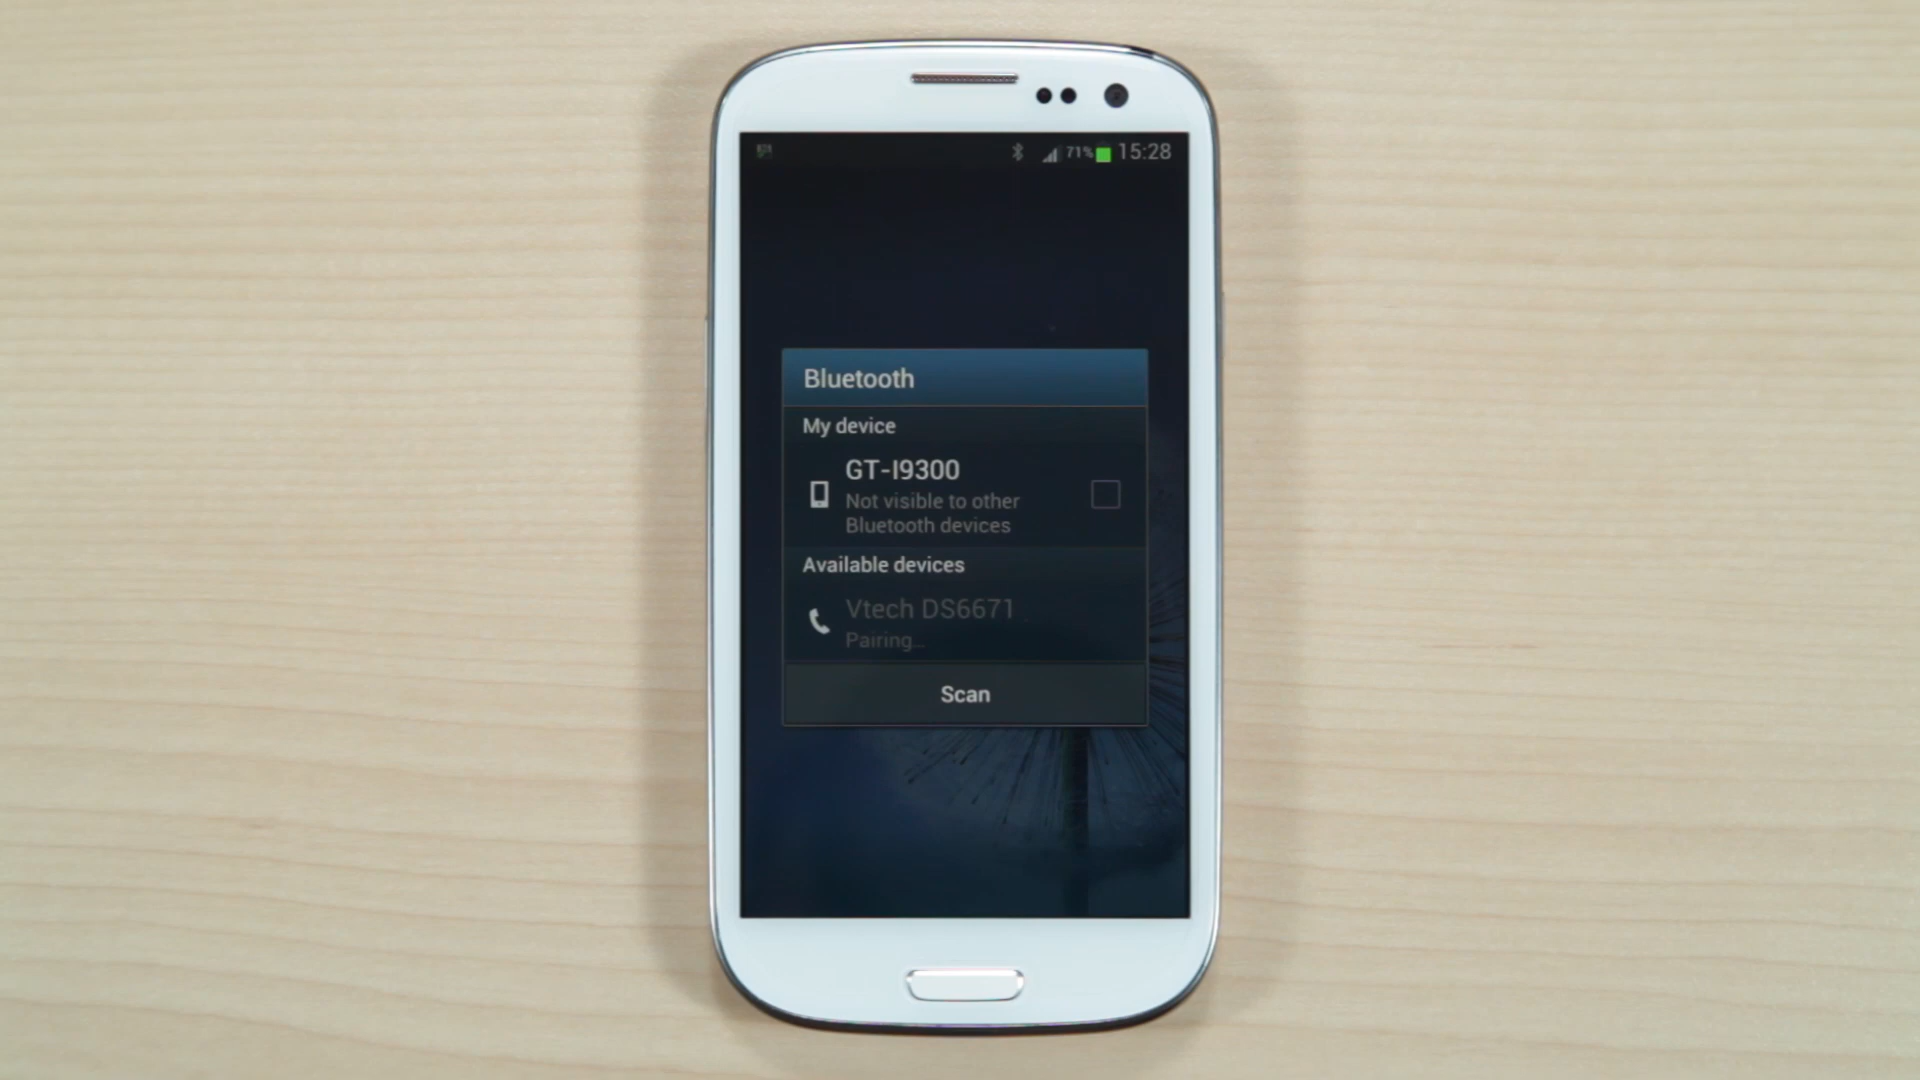 71% 15:28
Bluetooth
My device
GT-I9300
Not visible to other
Bluetooth devices
Available devices
Vtech DS6671
Pairing...
Scan